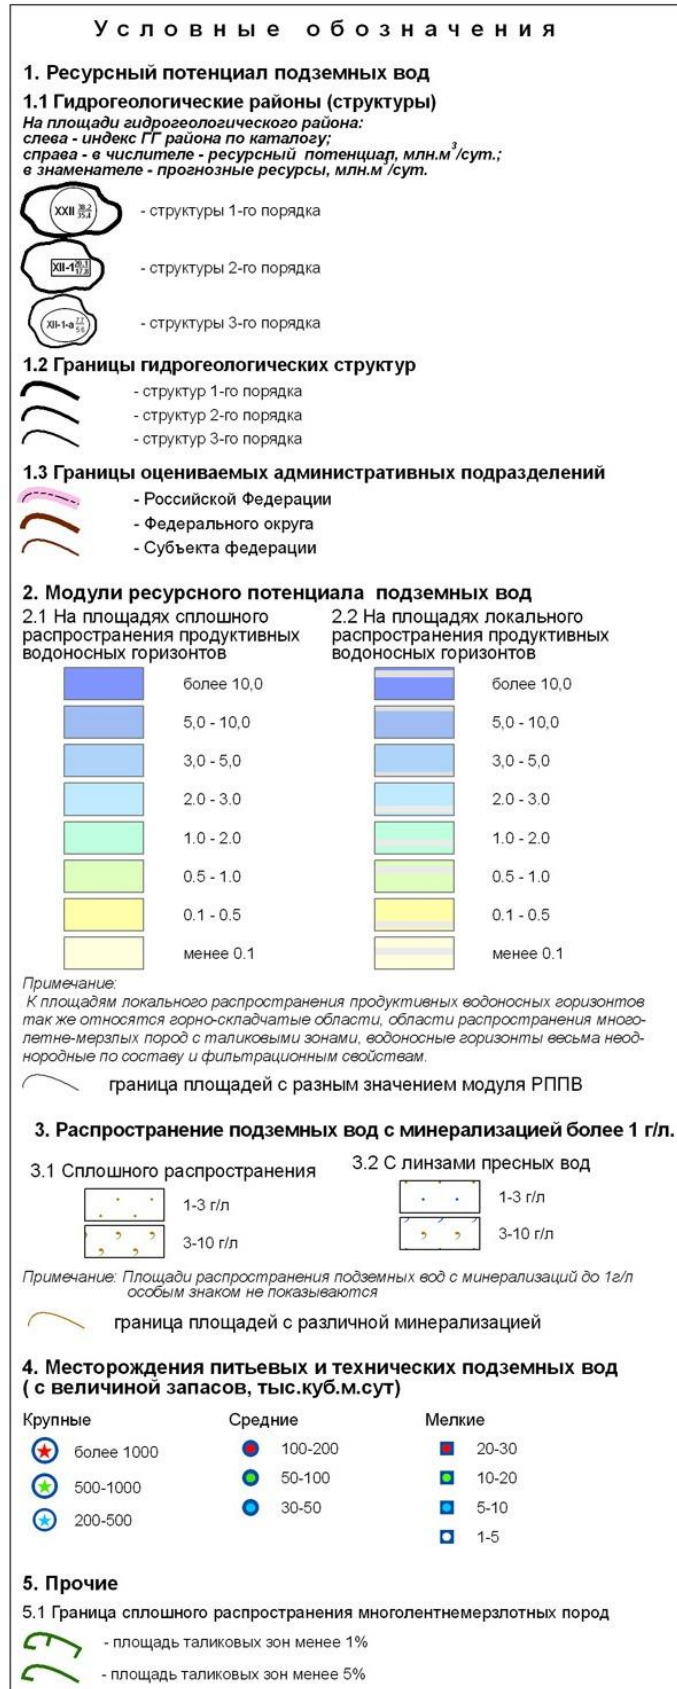 Условные обозначения
1. Ресурсный потенциал подземных вод
1.1 Гидрогеологические районы (структуры)
На площади гидрогеологического района:
слева - индекс ГГ района по каталогу;
справа - в числителе - ресурсный потенциал, млн.м³/сут.;
в знаменателе - прогнозные ресурсы, млн.м³/сут.
XXII 38,2 35,4 - структуры 1-го порядка
XII-1 - структуры 2-го порядка
XII-1-а 7,7 5,6 - структуры 3-го порядка
1.2 Границы гидрогеологических структур
- структур 1-го порядка
- структур 2-го порядка
- структур 3-го порядка
1.3 Границы оцениваемых административных подразделений
- Российской Федерации
- Федерального округа
- Субъекта федерации
2. Модули ресурсного потенциала подземных вод
2.1 На площадях сплошного
распространения продуктивных
водоносных горизонтов
2.2 На площадях локального
распространения продуктивных
водоносных горизонтов
более 10,0 более 10,0
5,0 - 10,0 5,0 - 10,0
3,0 - 5,0 3,0 - 5,0
2.0 - 3.0 2.0 - 3.0
1.0 - 2.0 1.0 - 2.0
0.5 - 1.0 0.5 - 1.0
0.1 - 0.5 0.1 - 0.5
менее 0.1 менее 0.1
Примечание:
К площадям локального распространения продуктивных водоносных горизонтов
так же относятся горно-складчатые области, области распространения много-
летне-мерзлых пород с таликовыми зонами, водоносные горизонты весьма неод-
нородные по составу и фильтрационным свойствам.
граница площадей с разным значением модуля РППВ
3. Распространение подземных вод с минерализацией более 1 г/л.
3.1 Сплошного распространения
3.2 С линзами пресных вод
1-3 г/л 1-3 г/л
3-10 г/л 3-10 г/л
Примечание: Площади распространения подземных вод с минерализаций до 1г/л
особым знаком не показываются
граница площадей с различной минерализацией
4. Месторождения питьевых и технических подземных вод
( с величиной запасов, тыс.куб.м.сут)
Крупные Средние Мелкие
более 1000 100-200 20-30
500-1000 50-100 10-20
200-500 30-50 5-10
1-5
5. Прочие
5.1 Граница сплошного распространения многолентнемерзлотных пород
- площадь таликовых зон менее 1%
- площадь таликовых зон менее 5%